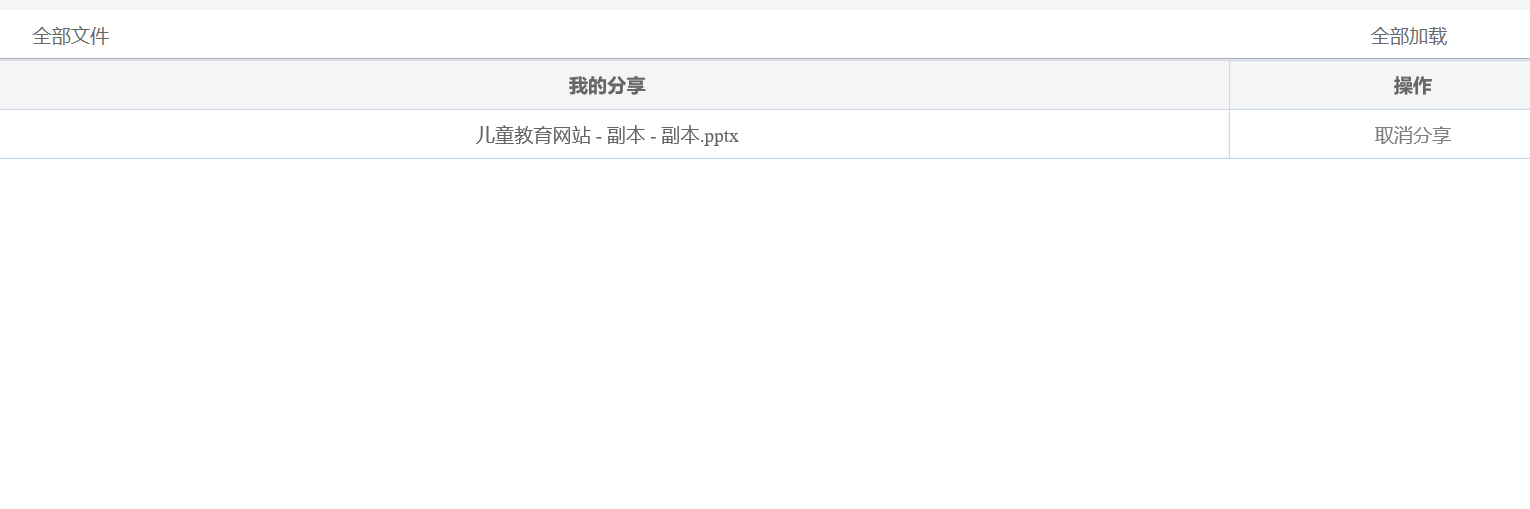 全部文件 全部加载
我的分享 操作
儿童教育网站 - 副本 - 副本.pptx 取消分享